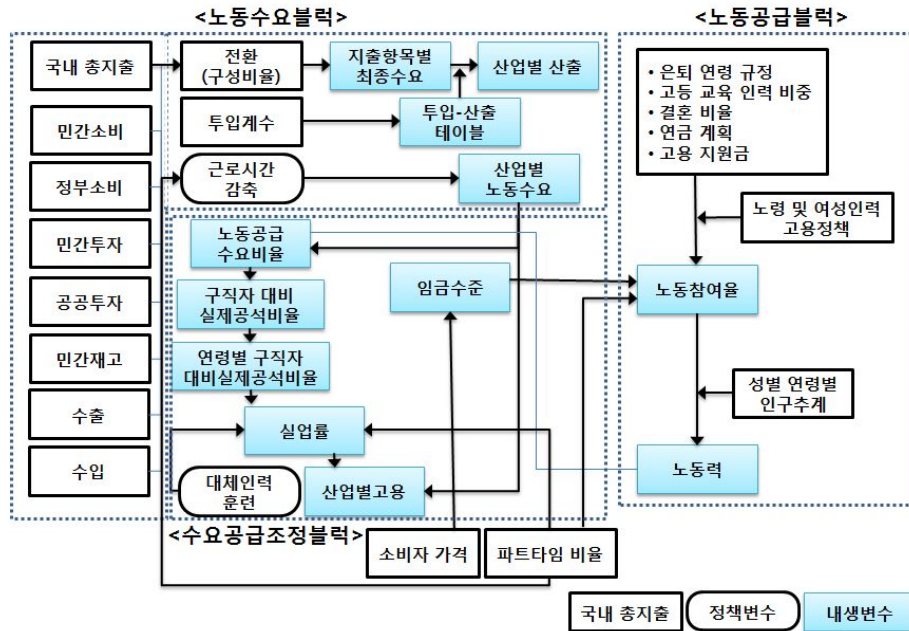 <노동수요블럭>
<노동공급블럭>
국내 총지출
민간소비
정부소비
민간투자
공공투자
민간재고
수출
수입
전환
(구성비율)
지출항목별
최종수요
산업별 산출
투입계수
투입-산출
테이블
근로시간
감축
산업별
노동수요
노동공급
수요비율
구직자 대비
실제공석비율
연령별 구직자
대비실제공석비율
실업률
대체인력
훈련
산업별고용
임금수준
<수요공급조정블럭>
소비자 가격
파트타임 비율
• 은퇴 연령 규정
• 고등 교육 인력 비중
• 결혼 비율
• 연금 계획
• 고용 지원금
노령 및 여성인력
고용정책
노동참여율
성별 연령별
인구추계
노동력
국내 총지출
정책변수
내생변수